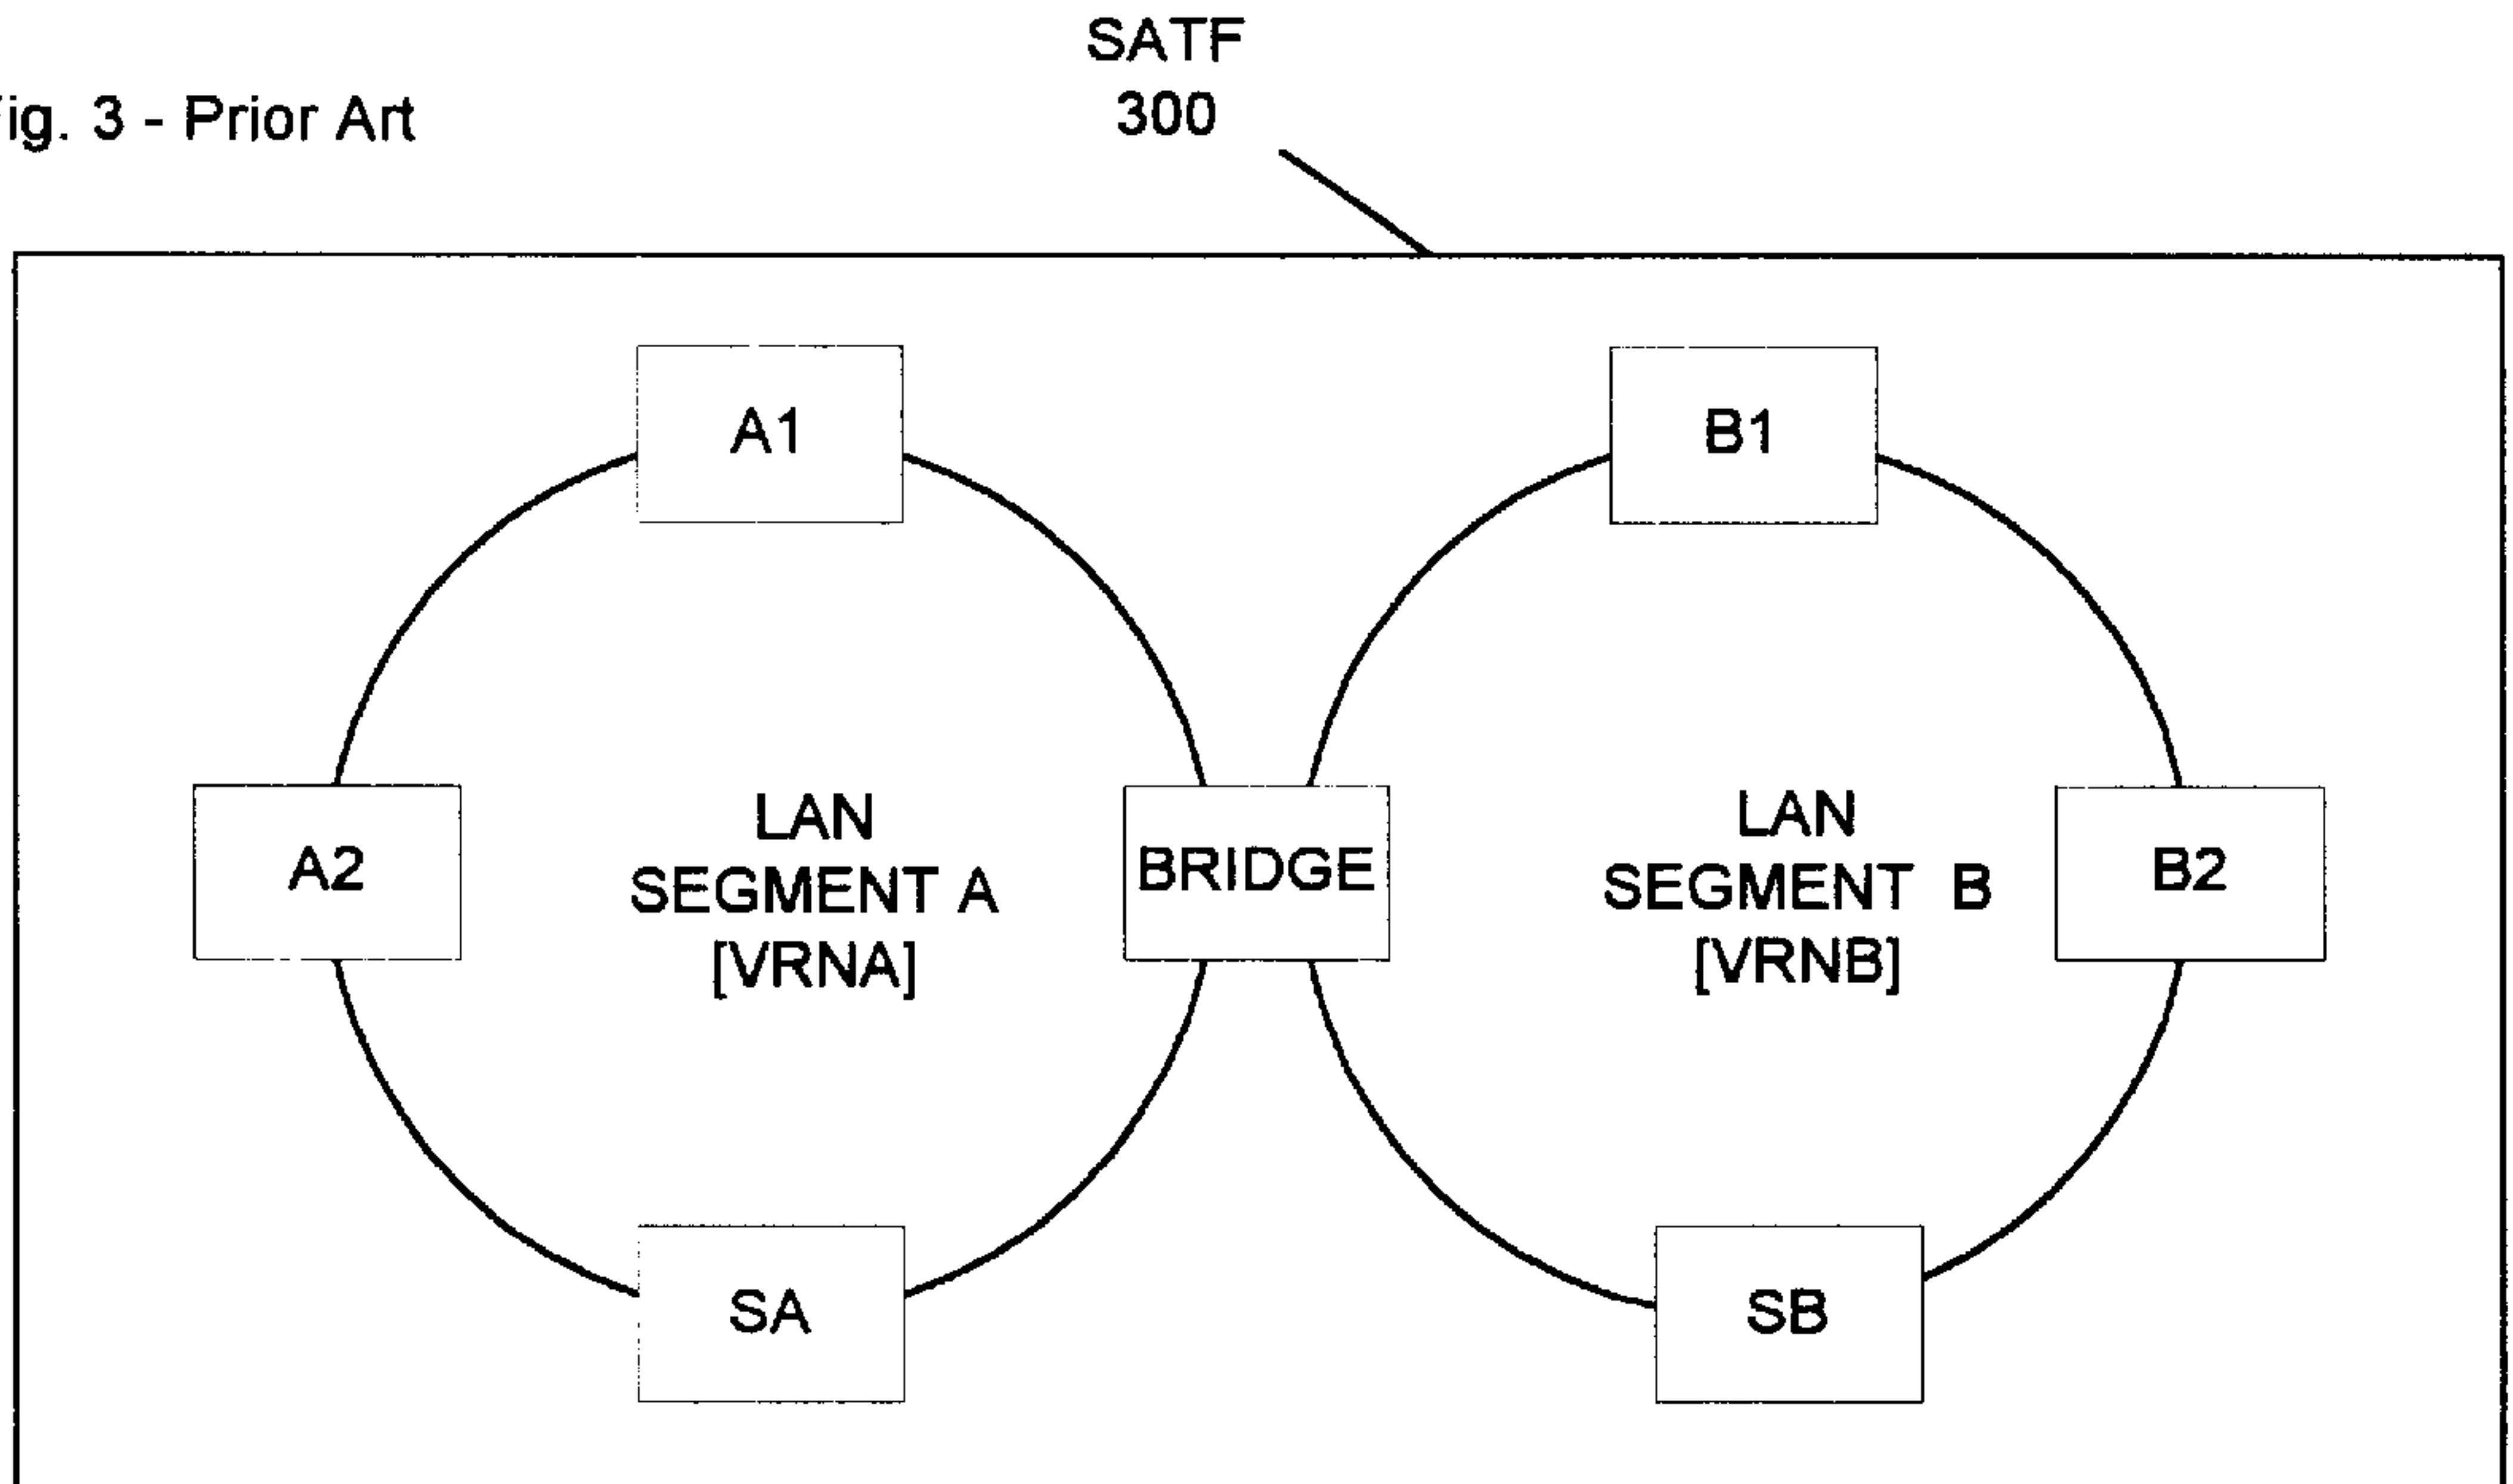 SATF
300
ig. 3 - Prior Art
A1
B1
A2
LAN
SEGMENT A
[VRNA]
BRIDGE
LAN
SEGMENT B
[VRNB]
B2
SA
SB